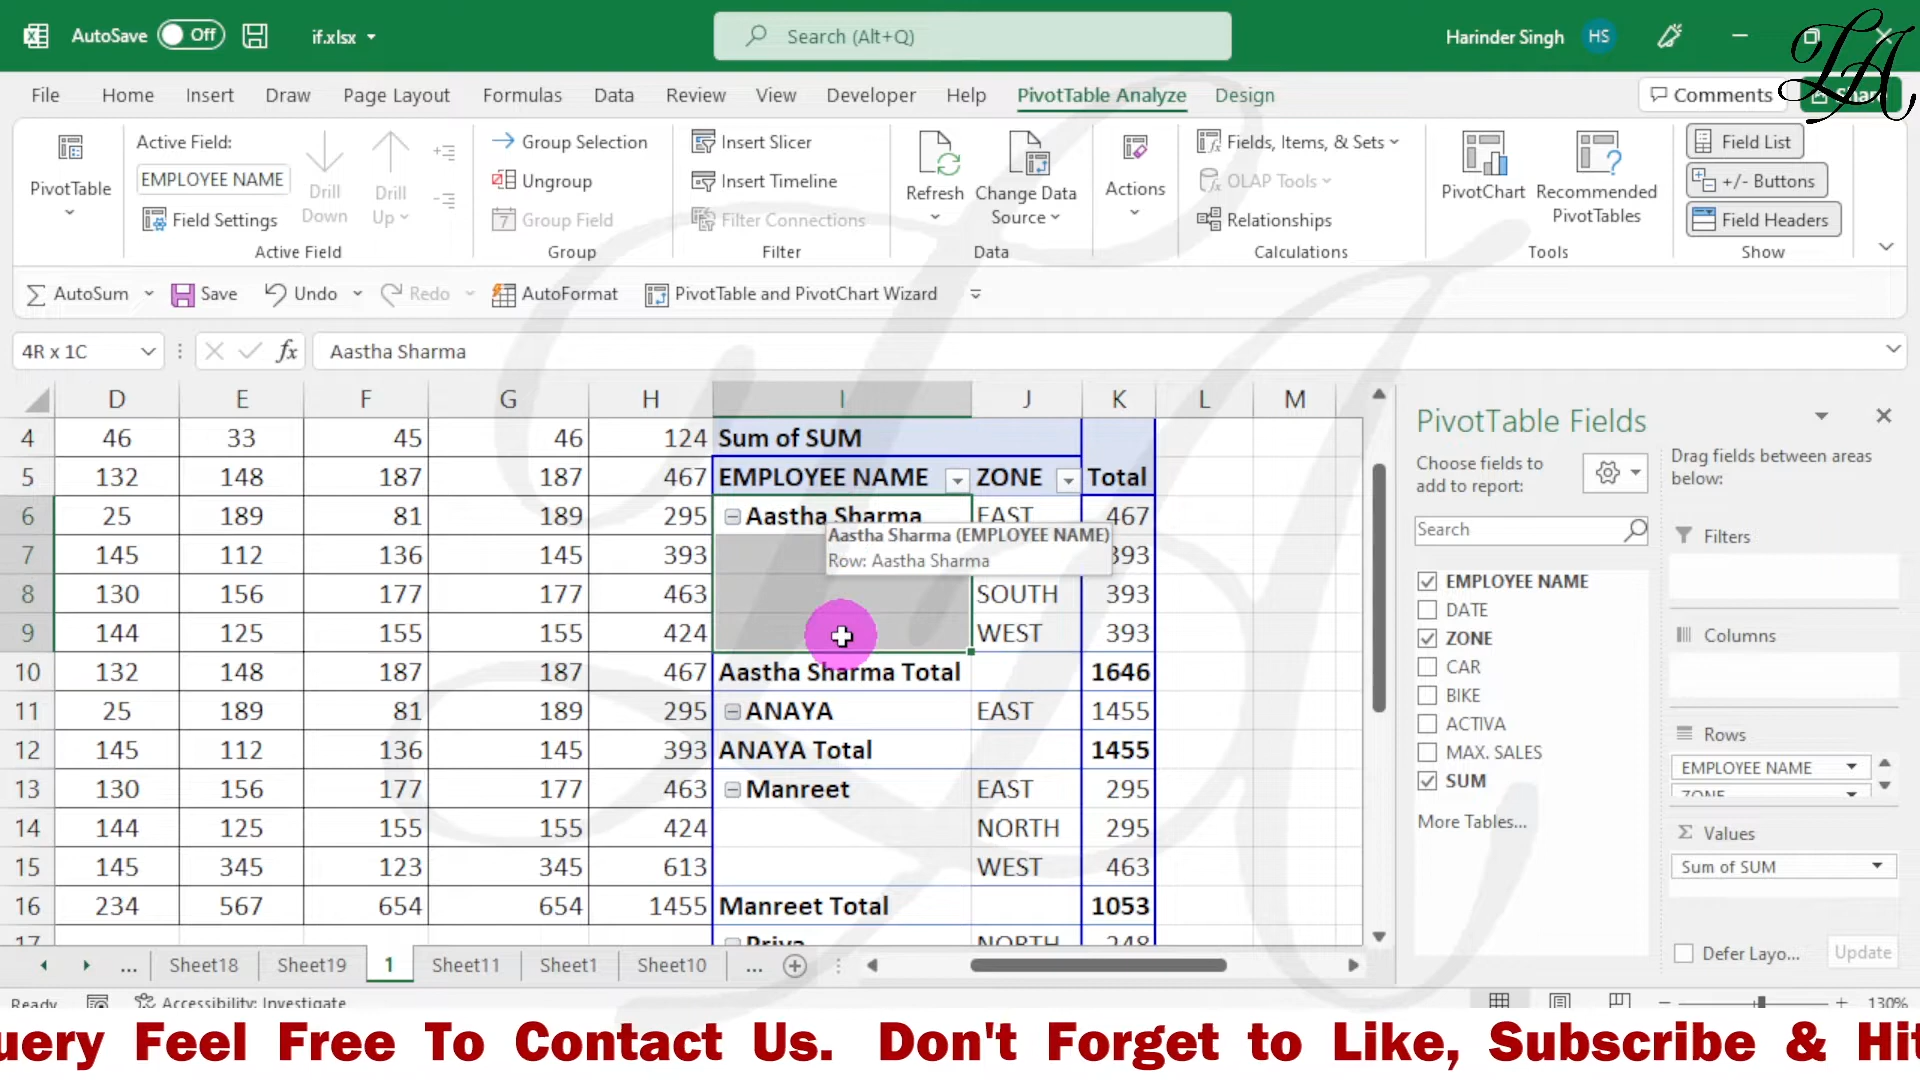 AutoSave Off if.xlsx Search (Alt+Q) Harinder Singh HS
File Home Insert Draw Page Layout Formulas Data Review View Developer Help PivotTable Analyze Design Comments Share
PivotTable
Active Field:
EMPLOYEE NAME
Field Settings
Drill Down
Drill Up
Active Field
Group Selection
Ungroup
Group Field
Group
Insert Slicer
Insert Timeline
Filter Connections
Filter
Refresh
Change Data Source
Data
Actions
Fields, Items, & Sets
OLAP Tools
Relationships
Calculations
PivotChart
Recommended PivotTables
Tools
Field List
+/- Buttons
Field Headers
Show
AutoSum Save Undo Redo AutoFormat PivotTable and PivotChart Wizard
4R x 1C fx Aastha Sharma
D E F G H I J K L M
4 46 33 45 46 124 Sum of SUM
5 132 148 187 187 467 EMPLOYEE NAME ZONE Total
6 25 189 81 189 295 Aastha Sharma EAST 467
7 145 112 136 145 393 393
8 130 156 177 177 463 SOUTH 393
9 144 125 155 155 424 WEST 393
10 132 148 187 187 467 Aastha Sharma Total 1646
11 25 189 81 189 295 ANAYA EAST 1455
12 145 112 136 145 393 ANAYA Total 1455
13 130 156 177 177 463 Manreet EAST 295
14 144 125 155 155 424 NORTH 295
15 145 345 123 345 613 WEST 463
16 234 567 654 654 1455 Manreet Total 1053
17 Priya NORTH 248
Aastha Sharma (EMPLOYEE NAME)
Row: Aastha Sharma
PivotTable Fields
Choose fields to add to report:
Search
EMPLOYEE NAME
DATE
ZONE
CAR
BIKE
ACTIVA
MAX. SALES
SUM
More Tables...
Drag fields between areas below:
Filters
Columns
Rows
EMPLOYEE NAME
ZONE
Σ Values
Sum of SUM
Defer Layo... Update
... Sheet18 Sheet19 1 Sheet11 Sheet1 Sheet10 ...
Ready Accessibility: Investigate 130%
uery Feel Free To Contact Us. Don't Forget to Like, Subscribe & Hit
LA